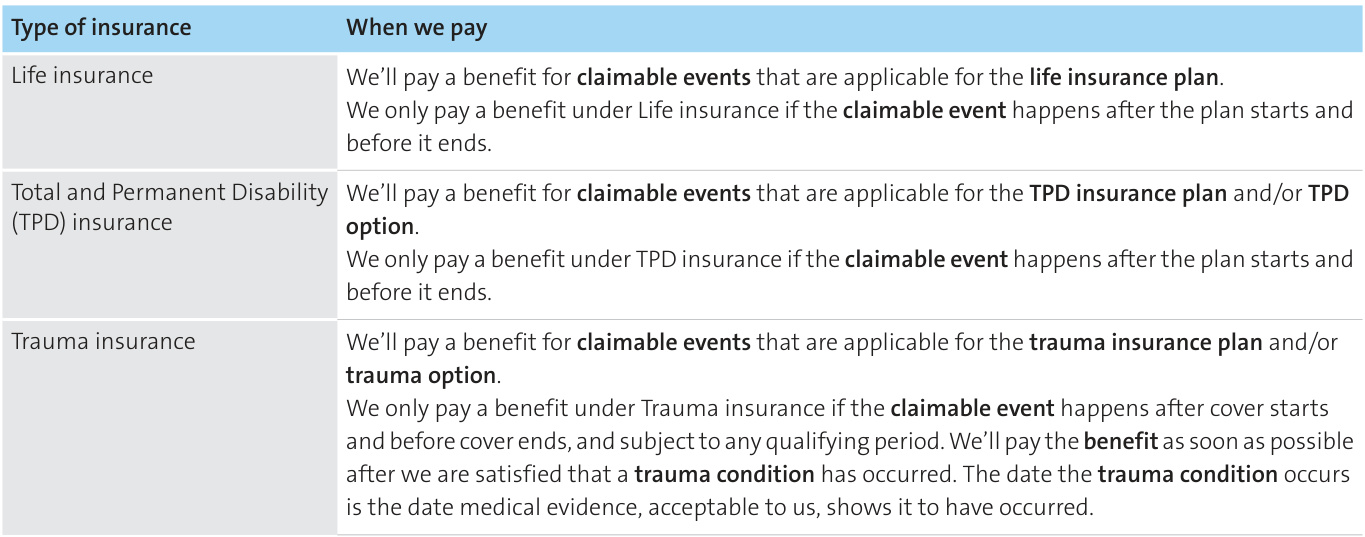 Type of insurance
When we pay
Life insurance
We’ll pay a benefit for claimable events that are applicable for the life insurance plan.
We only pay a benefit under Life insurance if the claimable event happens after the plan starts and
before it ends.
Total and Permanent Disability
(TPD) insurance
We’ll pay a benefit for claimable events that are applicable for the TPD insurance plan and/or TPD
option.
We only pay a benefit under TPD insurance if the claimable event happens after the plan starts and
before it ends.
Trauma insurance
We’ll pay a benefit for claimable events that are applicable for the trauma insurance plan and/or
trauma option.
We only pay a benefit under Trauma insurance if the claimable event happens after cover starts
and before cover ends, and subject to any qualifying period. We’ll pay the benefit as soon as possible
after we are satisfied that a trauma condition has occurred. The date the trauma condition occurs
is the date medical evidence, acceptable to us, shows it to have occurred.